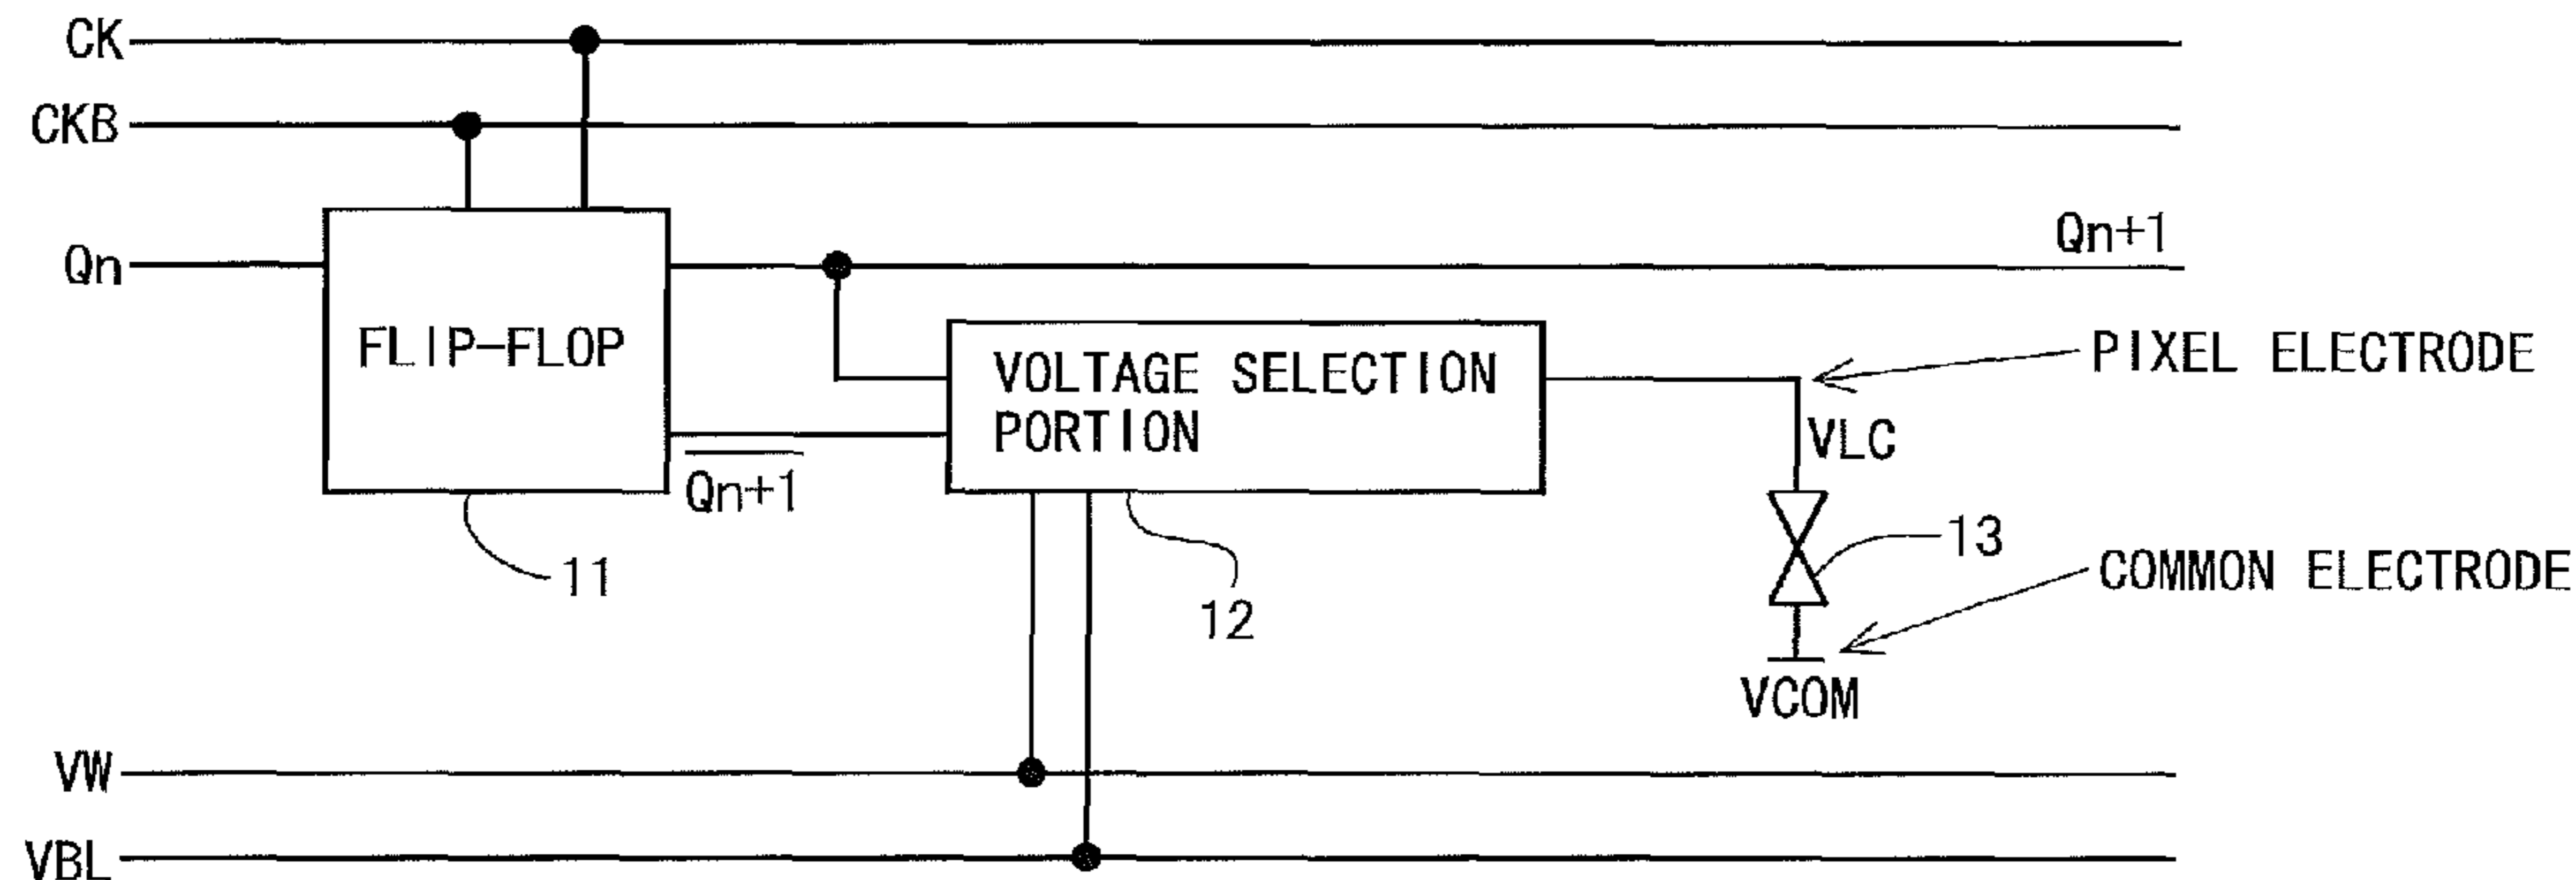 CK
CKB
Qn
Qn+1
FLIP-FLOP
VOLTAGE SELECTION
PORTION
PIXEL ELECTRODE
VLC
Q̅n̅+̅1̅
11
12
13
COMMON ELECTRODE
VCOM
VW
VBL